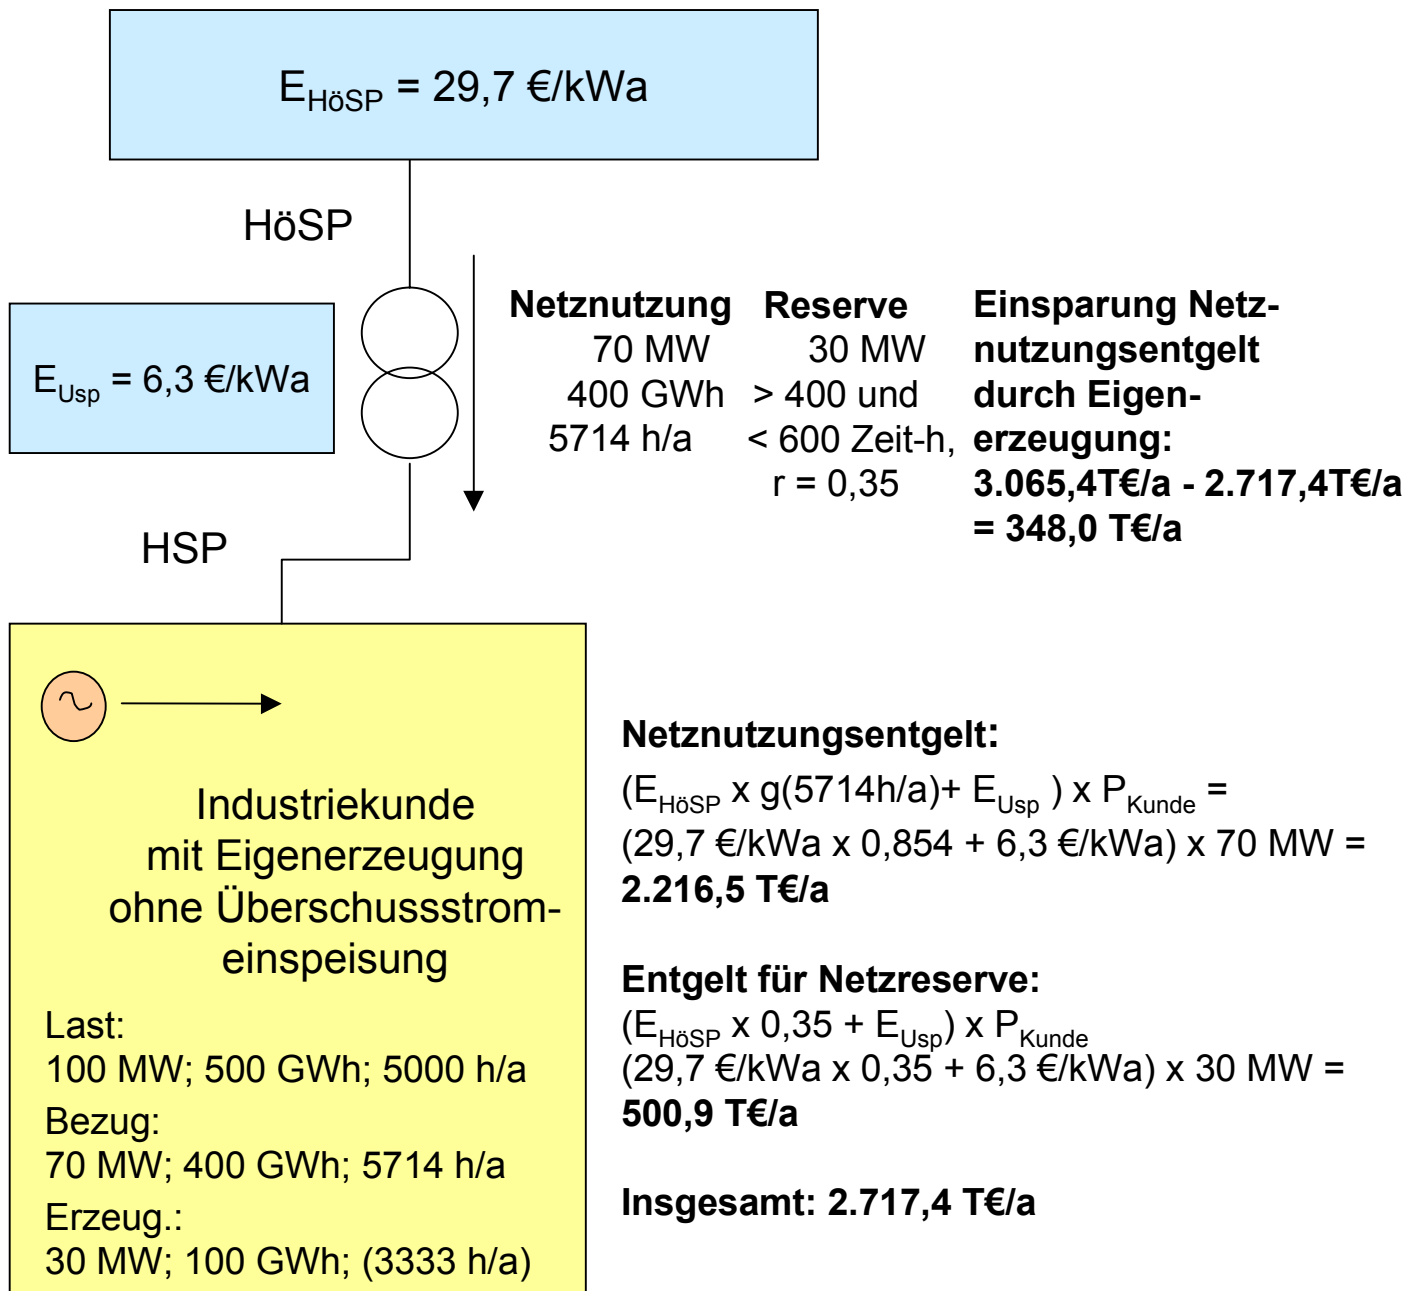 E_HöSP = 29,7 €/kWa
HöSP
E_Usp = 6,3 €/kWa
HSP
Netznutzung
70 MW
400 GWh
5714 h/a
Reserve
30 MW
> 400 und
< 600 Zeit-h,
r = 0,35
Einsparung Netz-
nutzungsentgelt
durch Eigen-
erzeugung:
3.065,4T€/a - 2.717,4T€/a
= 348,0 T€/a
Industriekunde
mit Eigenerzeugung
ohne Überschussstrom-
einspeisung
Last:
100 MW; 500 GWh; 5000 h/a
Bezug:
70 MW; 400 GWh; 5714 h/a
Erzeug.:
30 MW; 100 GWh; (3333 h/a)
Netznutzungsentgelt:
(E_HöSP x g(5714h/a)+ E_Usp ) x P_Kunde =
(29,7 €/kWa x 0,854 + 6,3 €/kWa) x 70 MW =
2.216,5 T€/a
Entgelt für Netzreserve:
(E_HöSP x 0,35 + E_Usp) x P_Kunde
(29,7 €/kWa x 0,35 + 6,3 €/kWa) x 30 MW =
500,9 T€/a
Insgesamt: 2.717,4 T€/a